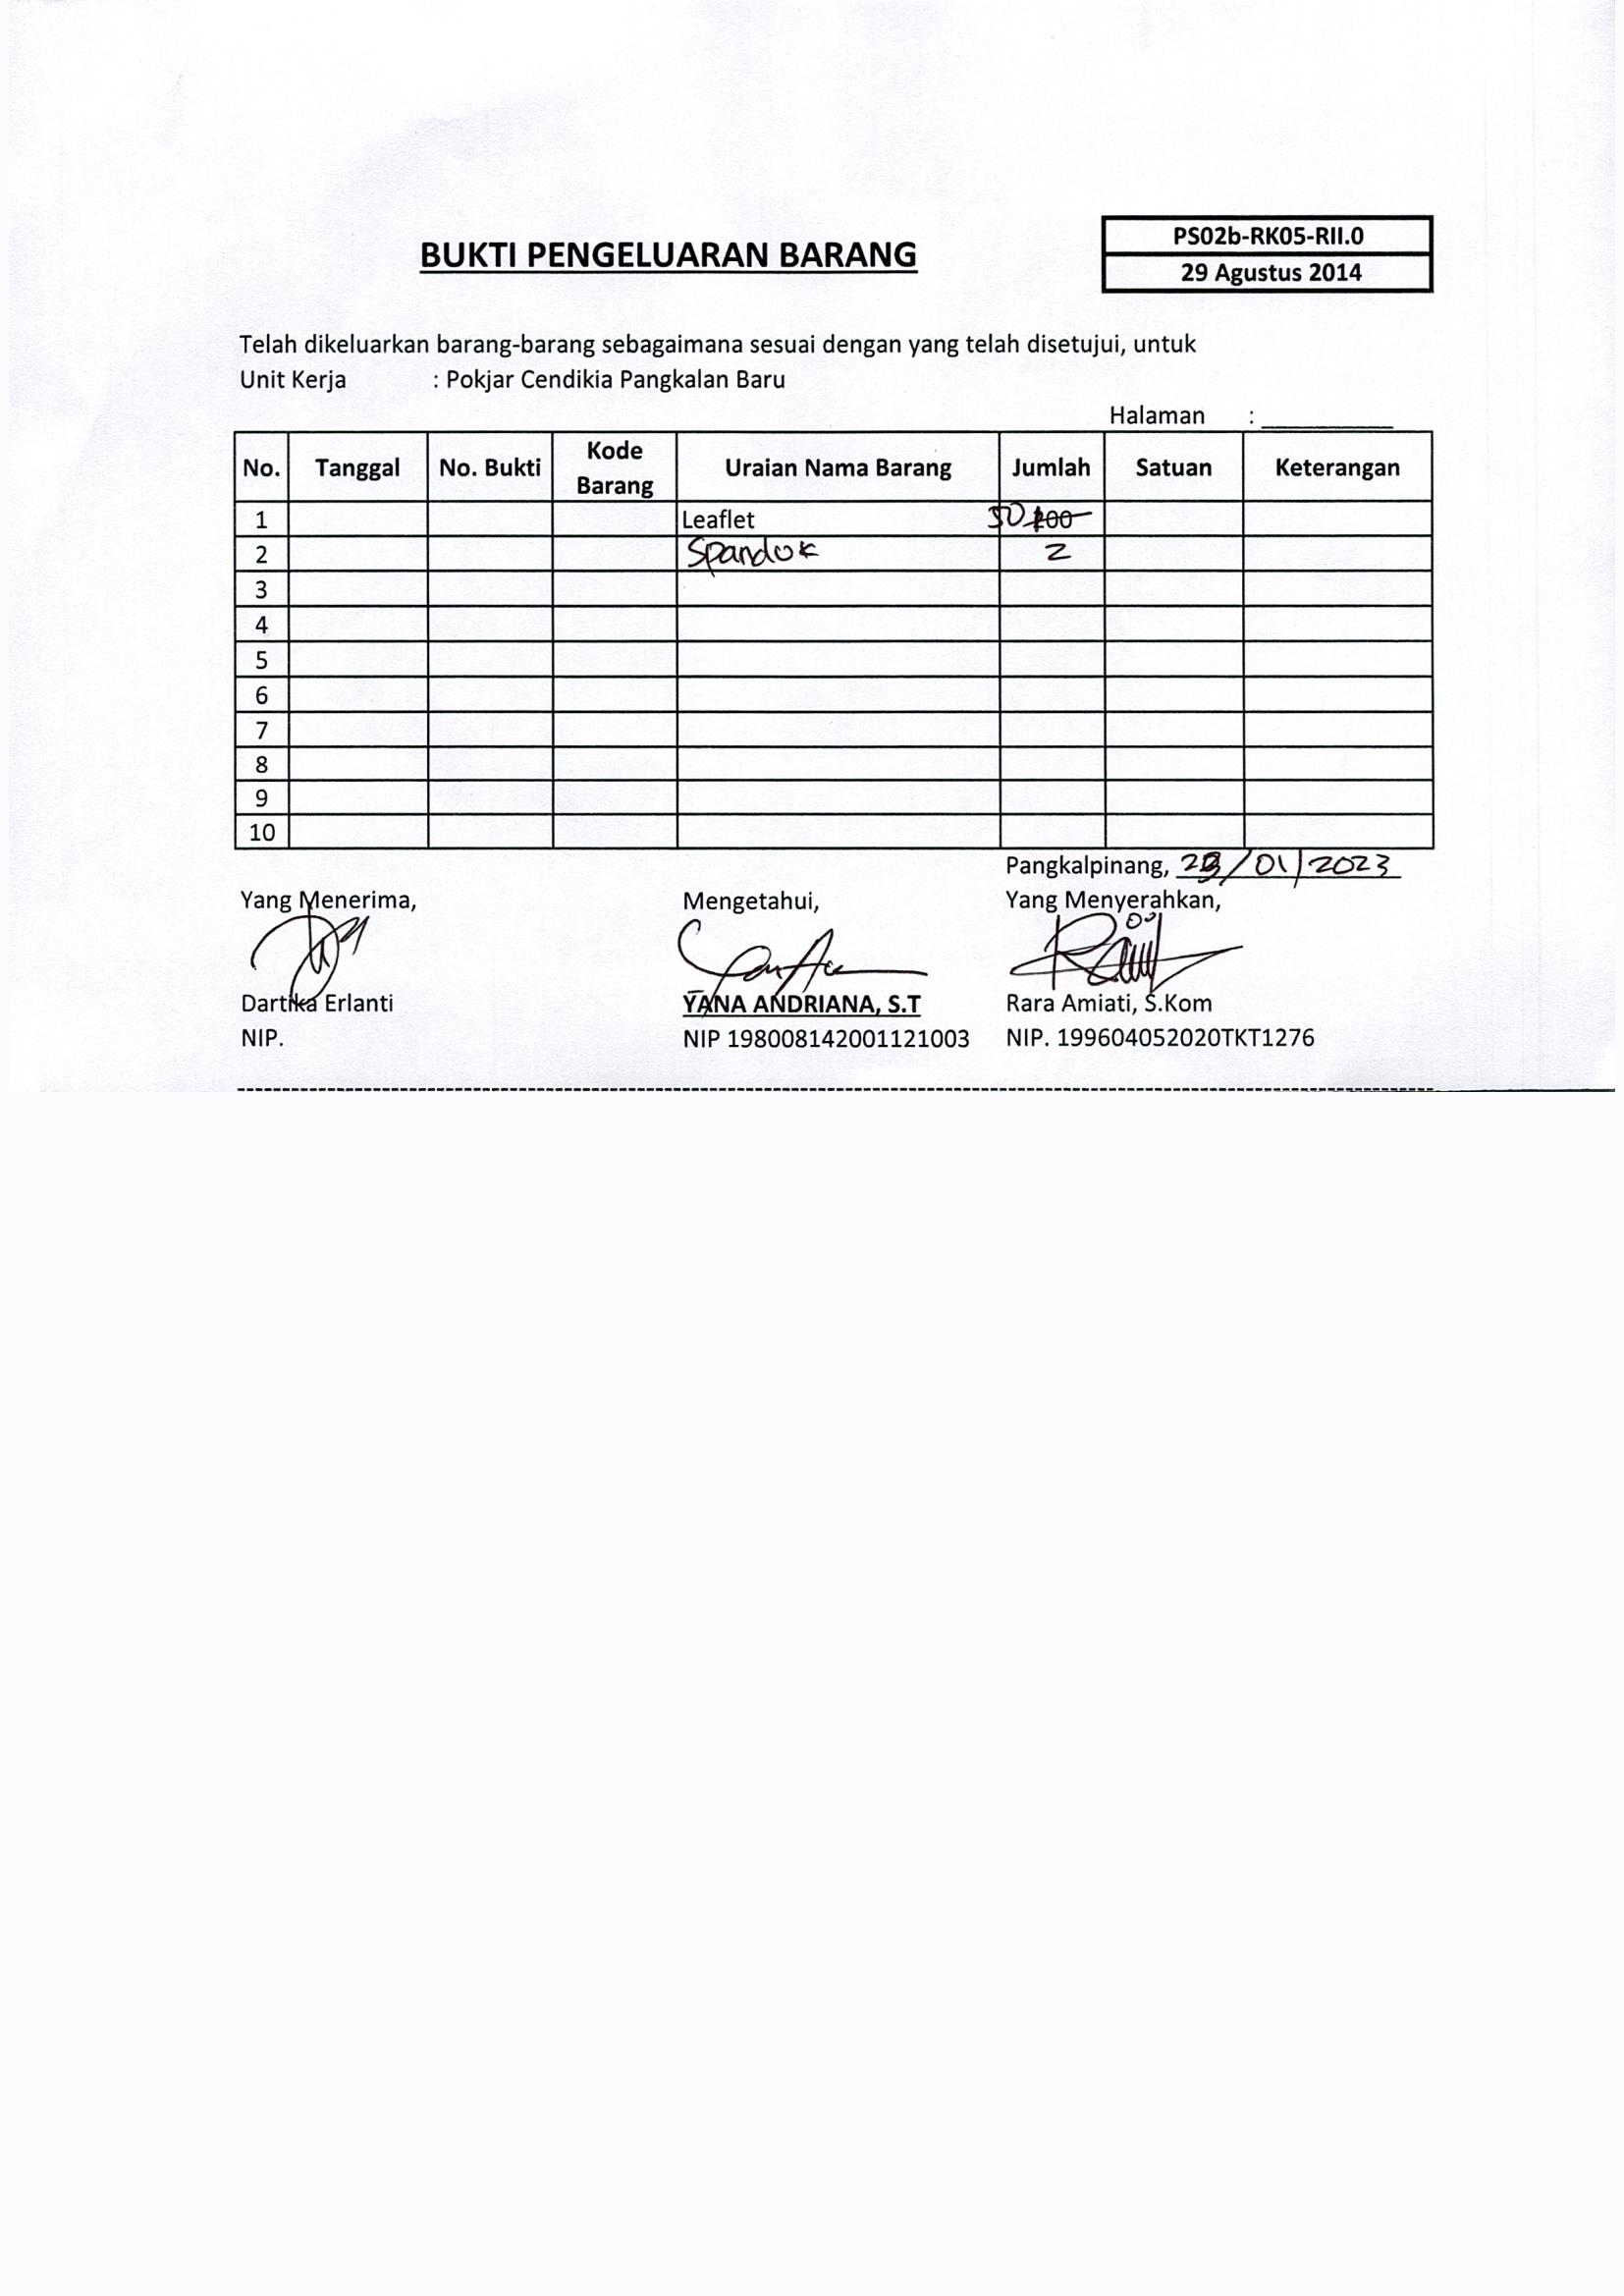 PS02b-RK05-RII.0
BUKTI PENGELUARAN BARANG
29 Agustus 2014
Telah dikeluarkan barang-barang sebagaimana sesuai dengan yang telah disetujui, untuk
Unit Kerja : Pokjar Cendikia Pangkalan Baru
Halaman : __________
No. Tanggal No. Bukti Kode Barang Uraian Nama Barang Jumlah Satuan Keterangan
1 Leaflet 50 100
2 Spanduk 2
3
4
5
6
7
8
9
10
Pangkalpinang, /01/2023
Yang Menerima, Mengetahui, Yang Menyerahkan,
Dartika Erlanti YANA ANDRIANA, S.T Rara Amiati, S.Kom
NIP. NIP 198008142001121003 NIP. 199604052020TKT1276